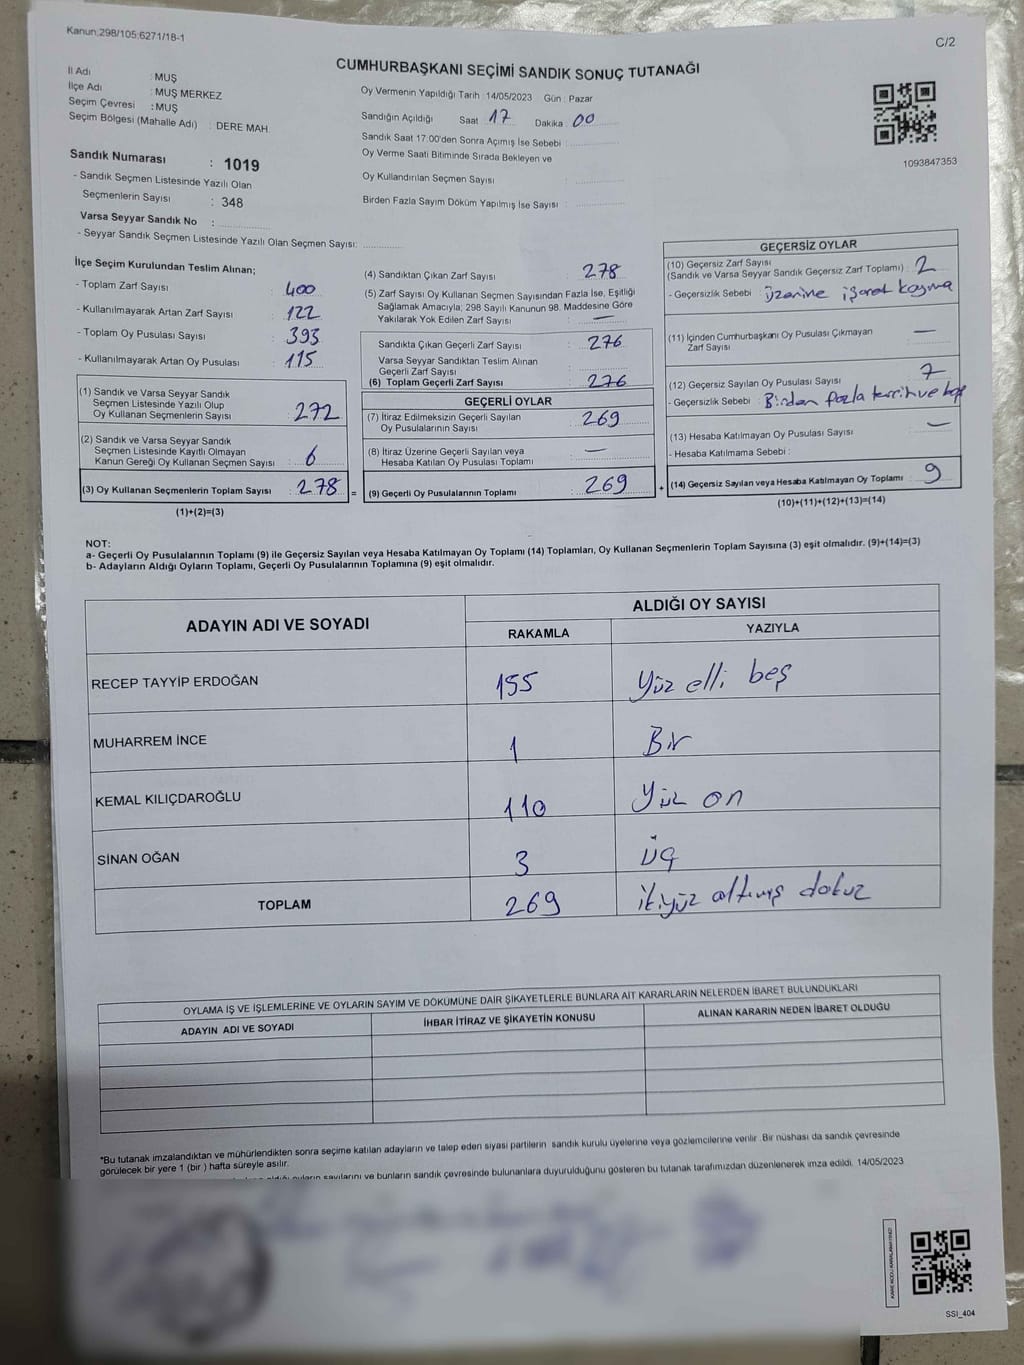 Kanun:298/105:6271/18-1
C/2
CUMHURBAŞKANI SEÇİMİ SANDIK SONUÇ TUTANAĞI
İl Adı : MUŞ
İlçe Adı : MUŞ MERKEZ
Seçim Çevresi : MUŞ
Seçim Bölgesi (Mahalle Adı) : DERE MAH.
Sandık Numarası : 1019
- Sandık Seçmen Listesinde Yazılı Olan
Seçmenlerin Sayısı : 348
Varsa Seyyar Sandık No :
- Seyyar Sandık Seçmen Listesinde Yazılı Olan Seçmen Sayısı:
Oy Vermenin Yapıldığı Tarih : 14/05/2023 Gün : Pazar
Sandığın Açıldığı Saat 17 Dakika 00
Sandık Saat 17:00'den Sonra Açımış İse Sebebi :
Oy Verme Saati Bitiminde Sırada Bekleyen ve
Oy Kullandırılan Seçmen Sayısı :
Birden Fazla Sayım Döküm Yapılmış İse Sayısı :
1093847353
İlçe Seçim Kurulundan Teslim Alınan;
- Toplam Zarf Sayısı : 400
- Kullanılmayarak Artan Zarf Sayısı : 122
- Toplam Oy Pusulası Sayısı : 393
- Kullanılmayarak Artan Oy Pusulası : 115
(1) Sandık ve Varsa Seyyar Sandık
Seçmen Listesinde Yazılı Olup
Oy Kullanan Seçmenlerin Sayısı : 272
(2) Sandık ve Varsa Seyyar Sandık
Seçmen Listesinde Kayıtlı Olmayan
Kanun Gereği Oy Kullanan Seçmen Sayısı : 6
(3) Oy Kullanan Seçmenlerin Toplam Sayısı : 278 =
(1)+(2)=(3)
(4) Sandıktan Çıkan Zarf Sayısı : 278
(5) Zarf Sayısı Oy Kullanan Seçmen Sayısından Fazla İse, Eşitliği
Sağlamak Amacıyla; 298 Sayılı Kanunun 98. Maddesine Göre
Yakılarak Yok Edilen Zarf Sayısı : —
Sandıkta Çıkan Geçerli Zarf Sayısı : 276
Varsa Seyyar Sandıktan Teslim Alınan
Geçerli Zarf Sayısı :
(6) Toplam Geçerli Zarf Sayısı : 276
GEÇERLİ OYLAR
(7) İtiraz Edilmeksizin Geçerli Sayılan
Oy Pusulalarının Sayısı : 269
(8) İtiraz Üzerine Geçerli Sayılan veya
Hesaba Katılan Oy Pusulası Toplamı : —
(9) Geçerli Oy Pusulalarının Toplamı : 269 +
GEÇERSİZ OYLAR
(10) Geçersiz Zarf Sayısı
(Sandık ve Varsa Seyyar Sandık Geçersiz Zarf Toplamı) : 2
- Geçersizlik Sebebi : üzerine işaret koyma
(11) İçinden Cumhurbaşkanı Oy Pusulası Çıkmayan
Zarf Sayısı : —
(12) Geçersiz Sayılan Oy Pusulası Sayısı : 7
- Geçersizlik Sebebi : Birden fazla tercih ve boş
(13) Hesaba Katılmayan Oy Pusulası Sayısı : —
- Hesaba Katılmama Sebebi :
(14) Geçersiz Sayılan veya Hesaba Katılmayan Oy Toplamı : 9
(10)+(11)+(12)+(13)=(14)
NOT:
a- Geçerli Oy Pusulalarının Toplamı (9) ile Geçersiz Sayılan veya Hesaba Katılmayan Oy Toplamı (14) Toplamları, Oy Kullanan Seçmenlerin Toplam Sayısına (3) eşit olmalıdır. (9)+(14)=(3)
b- Adayların Aldığı Oyların Toplamı, Geçerli Oy Pusulalarının Toplamına (9) eşit olmalıdır.
ADAYIN ADI VE SOYADI
ALDIĞI OY SAYISI
RAKAMLA YAZIYLA
RECEP TAYYİP ERDOĞAN 155 Yüz elli beş
MUHARREM İNCE 1 Bir
KEMAL KILIÇDAROĞLU 110 Yüz on
SİNAN OĞAN 3 üç
TOPLAM 269 ikiyüz altmış dokuz
OYLAMA İŞ VE İŞLEMLERİNE VE OYLARIN SAYIM VE DÖKÜMÜNE DAİR ŞİKAYETLERLE BUNLARA AİT KARARLARIN NELERDEN İBARET BULUNDUKLARI
ADAYIN ADI VE SOYADI İHBAR İTİRAZ VE ŞİKAYETİN KONUSU ALINAN KARARIN NEDEN İBARET OLDUĞU
*Bu tutanak imzalandıktan ve mühürlendikten sonra seçime katılan adayların ve talep eden siyasi partilerin sandık kurulu üyelerine veya gözlemcilerine verilir. Bir nüshası da sandık çevresinde
görülecek bir yere 1 (bir ) hafta süreyle asılır.
oyların sayılarını ve bunların sandık çevresinde bulunanlara duyurulduğunu gösteren bu tutanak tarafımızdan düzenlenerek imza edildi. 14/05/2023
SSI_404